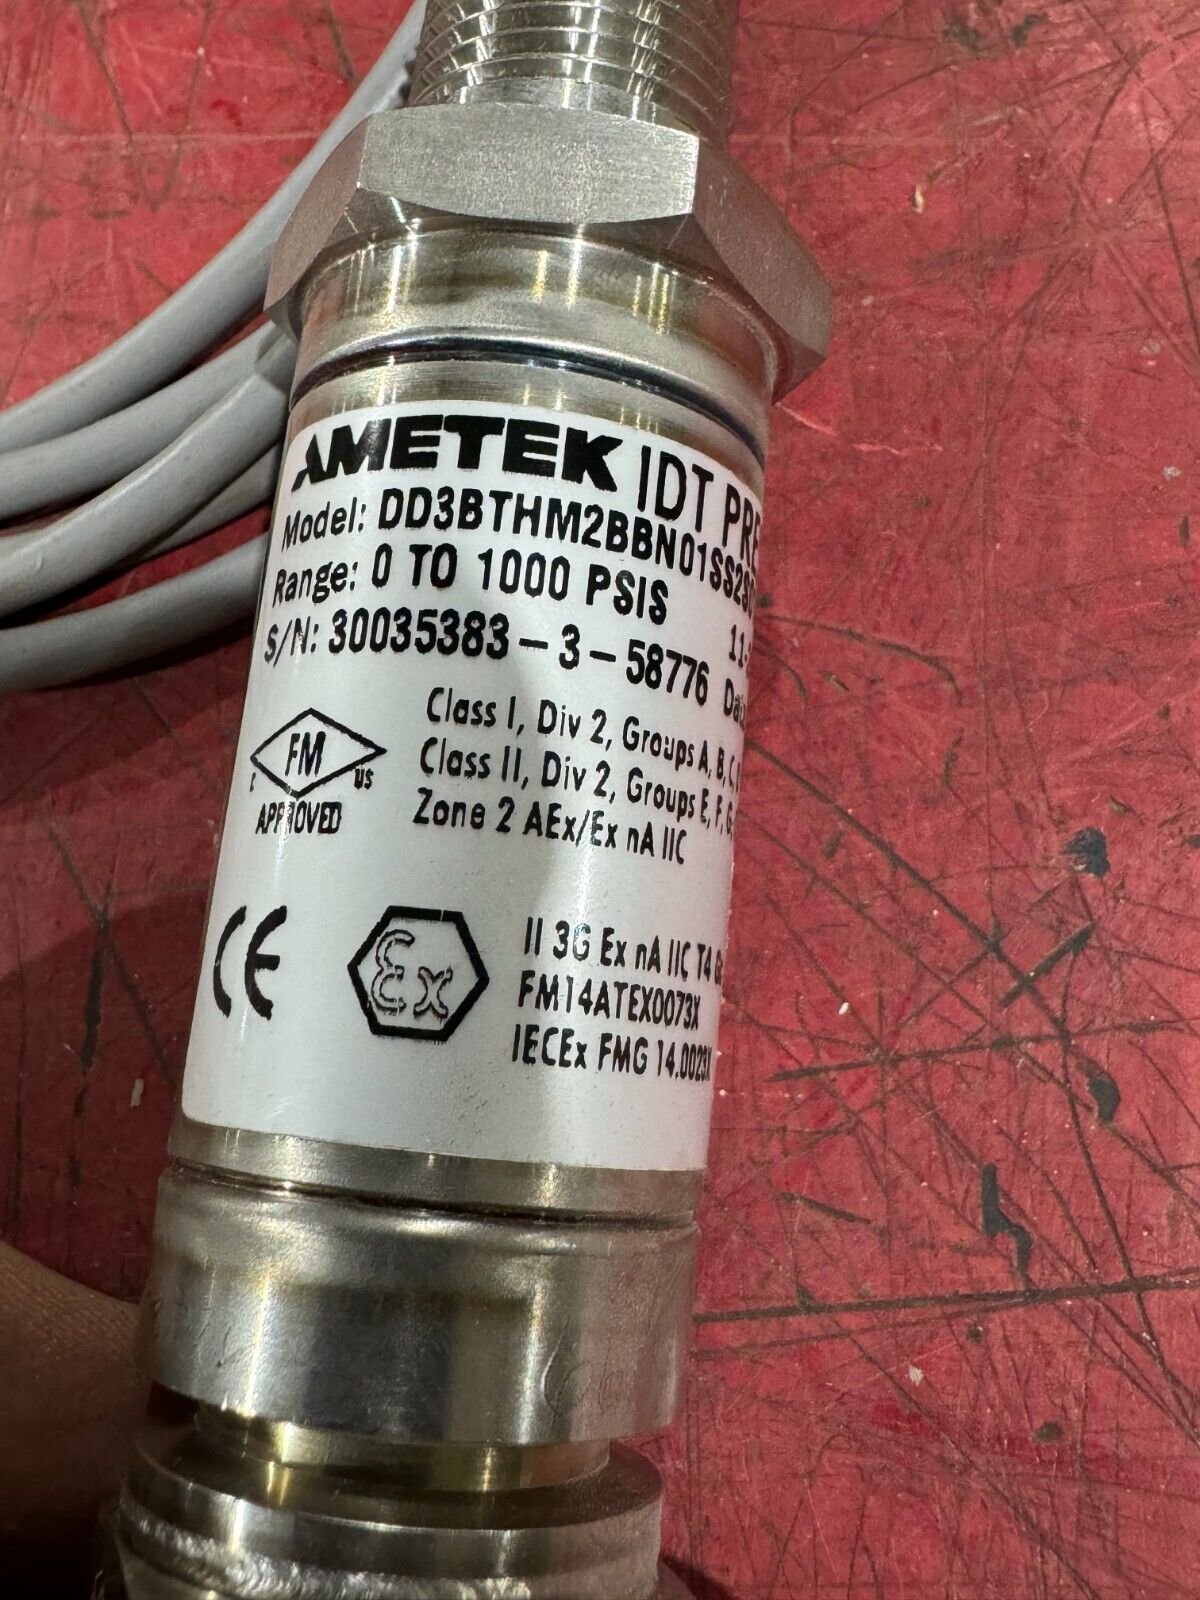 AMETEK IDT
Model: DD3BTHM2BBN01SS2
Range: 0 TO 1000 PSIS
11-
S/N: 30035383-3-58776
Class I, Div 2, Groups A, B, C,
Class II, Div 2, Groups E, F, G,
Zone 2 AEx/Ex nA IIC
FM
C US
APPROVED
CE
Ex
II 3G Ex nA IIC T4
FM14ATEX0073X
IECEx FMG 14.0023X